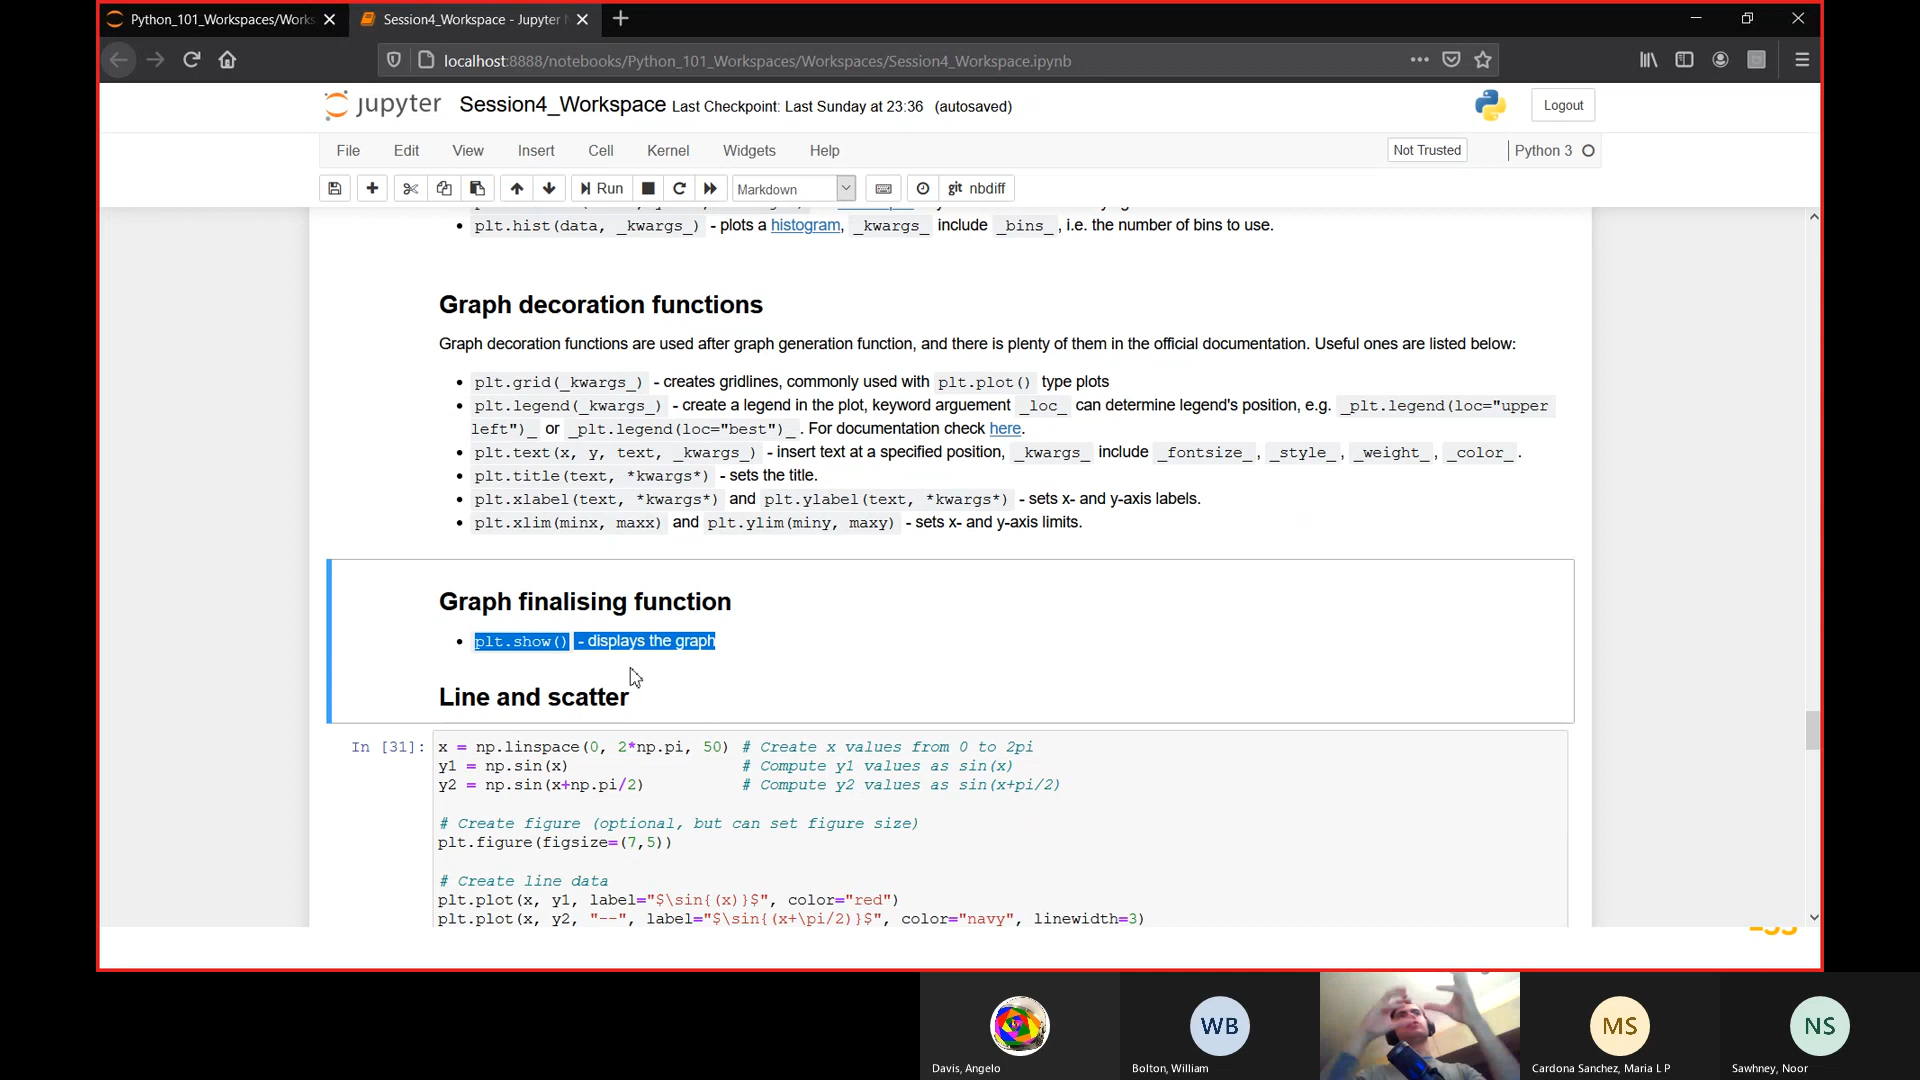 Python_101_Workspaces/Works
Session4_Workspace - Jupyter N
localhost:8888/notebooks/Python_101_Workspaces/Workspaces/Session4_Workspace.ipynb
jupyter Session4_Workspace Last Checkpoint: Last Sunday at 23:36 (autosaved)
Logout
File Edit View Insert Cell Kernel Widgets Help
Not Trusted
Python 3
Run
Markdown
git nbdiff
plt.hist(data, _kwargs_) - plots a histogram, _kwargs_ include _bins_, i.e. the number of bins to use.
Graph decoration functions
Graph decoration functions are used after graph generation function, and there is plenty of them in the official documentation. Useful ones are listed below:
plt.grid(_kwargs_) - creates gridlines, commonly used with plt.plot() type plots
plt.legend(_kwargs_) - create a legend in the plot, keyword arguement _loc_ can determine legend's position, e.g. _plt.legend(loc="upper
left")_ or _plt.legend(loc="best")_. For documentation check here.
plt.text(x, y, text, _kwargs_) - insert text at a specified position, _kwargs_ include _fontsize_, _style_, _weight_, _color_.
plt.title(text, *kwargs*) - sets the title.
plt.xlabel(text, *kwargs*) and plt.ylabel(text, *kwargs*) - sets x- and y-axis labels.
plt.xlim(minx, maxx) and plt.ylim(miny, maxy) - sets x- and y-axis limits.
Graph finalising function
plt.show() - displays the graph
Line and scatter
In [31]:
x = np.linspace(0, 2*np.pi, 50) # Create x values from 0 to 2pi
y1 = np.sin(x) # Compute y1 values as sin(x)
y2 = np.sin(x+np.pi/2) # Compute y2 values as sin(x+pi/2)
# Create figure (optional, but can set figure size)
plt.figure(figsize=(7,5))
# Create line data
plt.plot(x, y1, label="$\sin{(x)}$", color="red")
plt.plot(x, y2, "--", label="$\sin{(x+\pi/2)}$", color="navy", linewidth=3)
WB
MS
NS
Davis, Angelo
Bolton, William
Cardona Sanchez, Maria L P
Sawhney, Noor